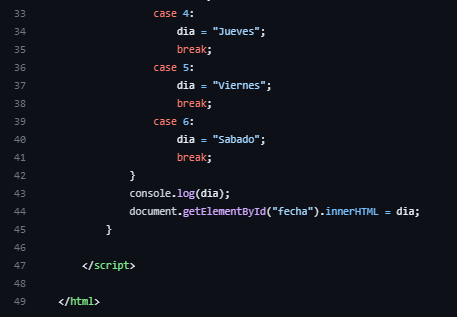 33 case 4:
34 dia = "Jueves";
35 break;
36 case 5:
37 dia = "Viernes";
38 break;
39 case 6:
40 dia = "Sabado";
41 break;
42 }
43 console.log(dia);
44 document.getElementById("fecha").innerHTML = dia;
45 }
46
47 </script>
48
49 </html>